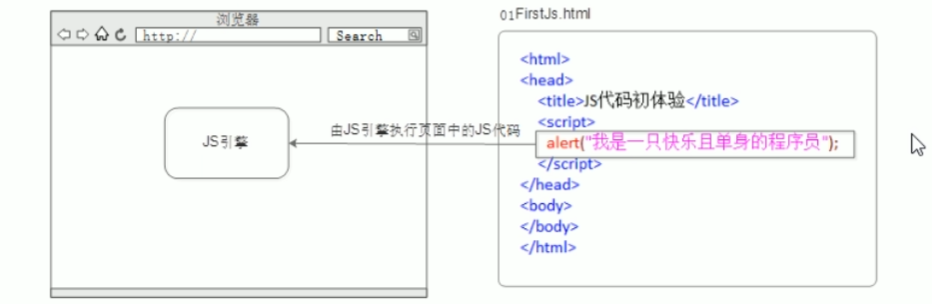 浏览器
http://
Search
JS引擎
由JS引擎执行页面中的JS代码
01FirstJs.html
<html>
<head>
<title>JS代码初体验</title>
<script>
alert("我是一只快乐且单身的程序员");
</script>
</head>
<body>
</body>
</html>